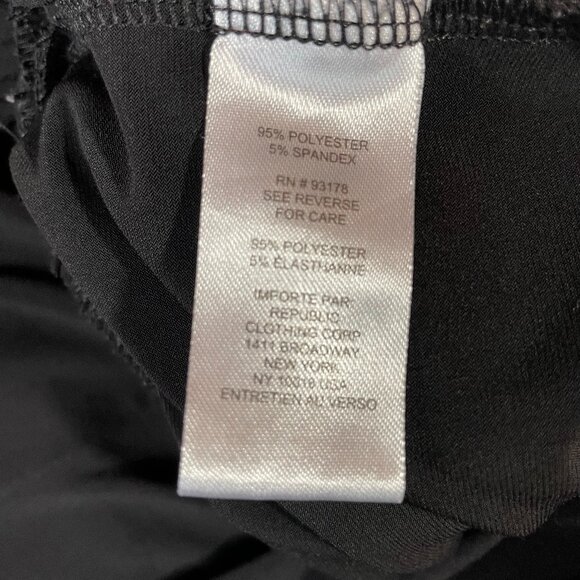 95% POLYESTER
5% SPANDEX
RN # 93178
SEE REVERSE
FOR CARE
95% POLYESTER
5% ÉLASTHANNE
IMPORTE PAR:
REPUBLIC
CLOTHING CORP
1411 BROADWAY
NEW YORK
NY 10018 USA
ENTRETIEN AU VERSO